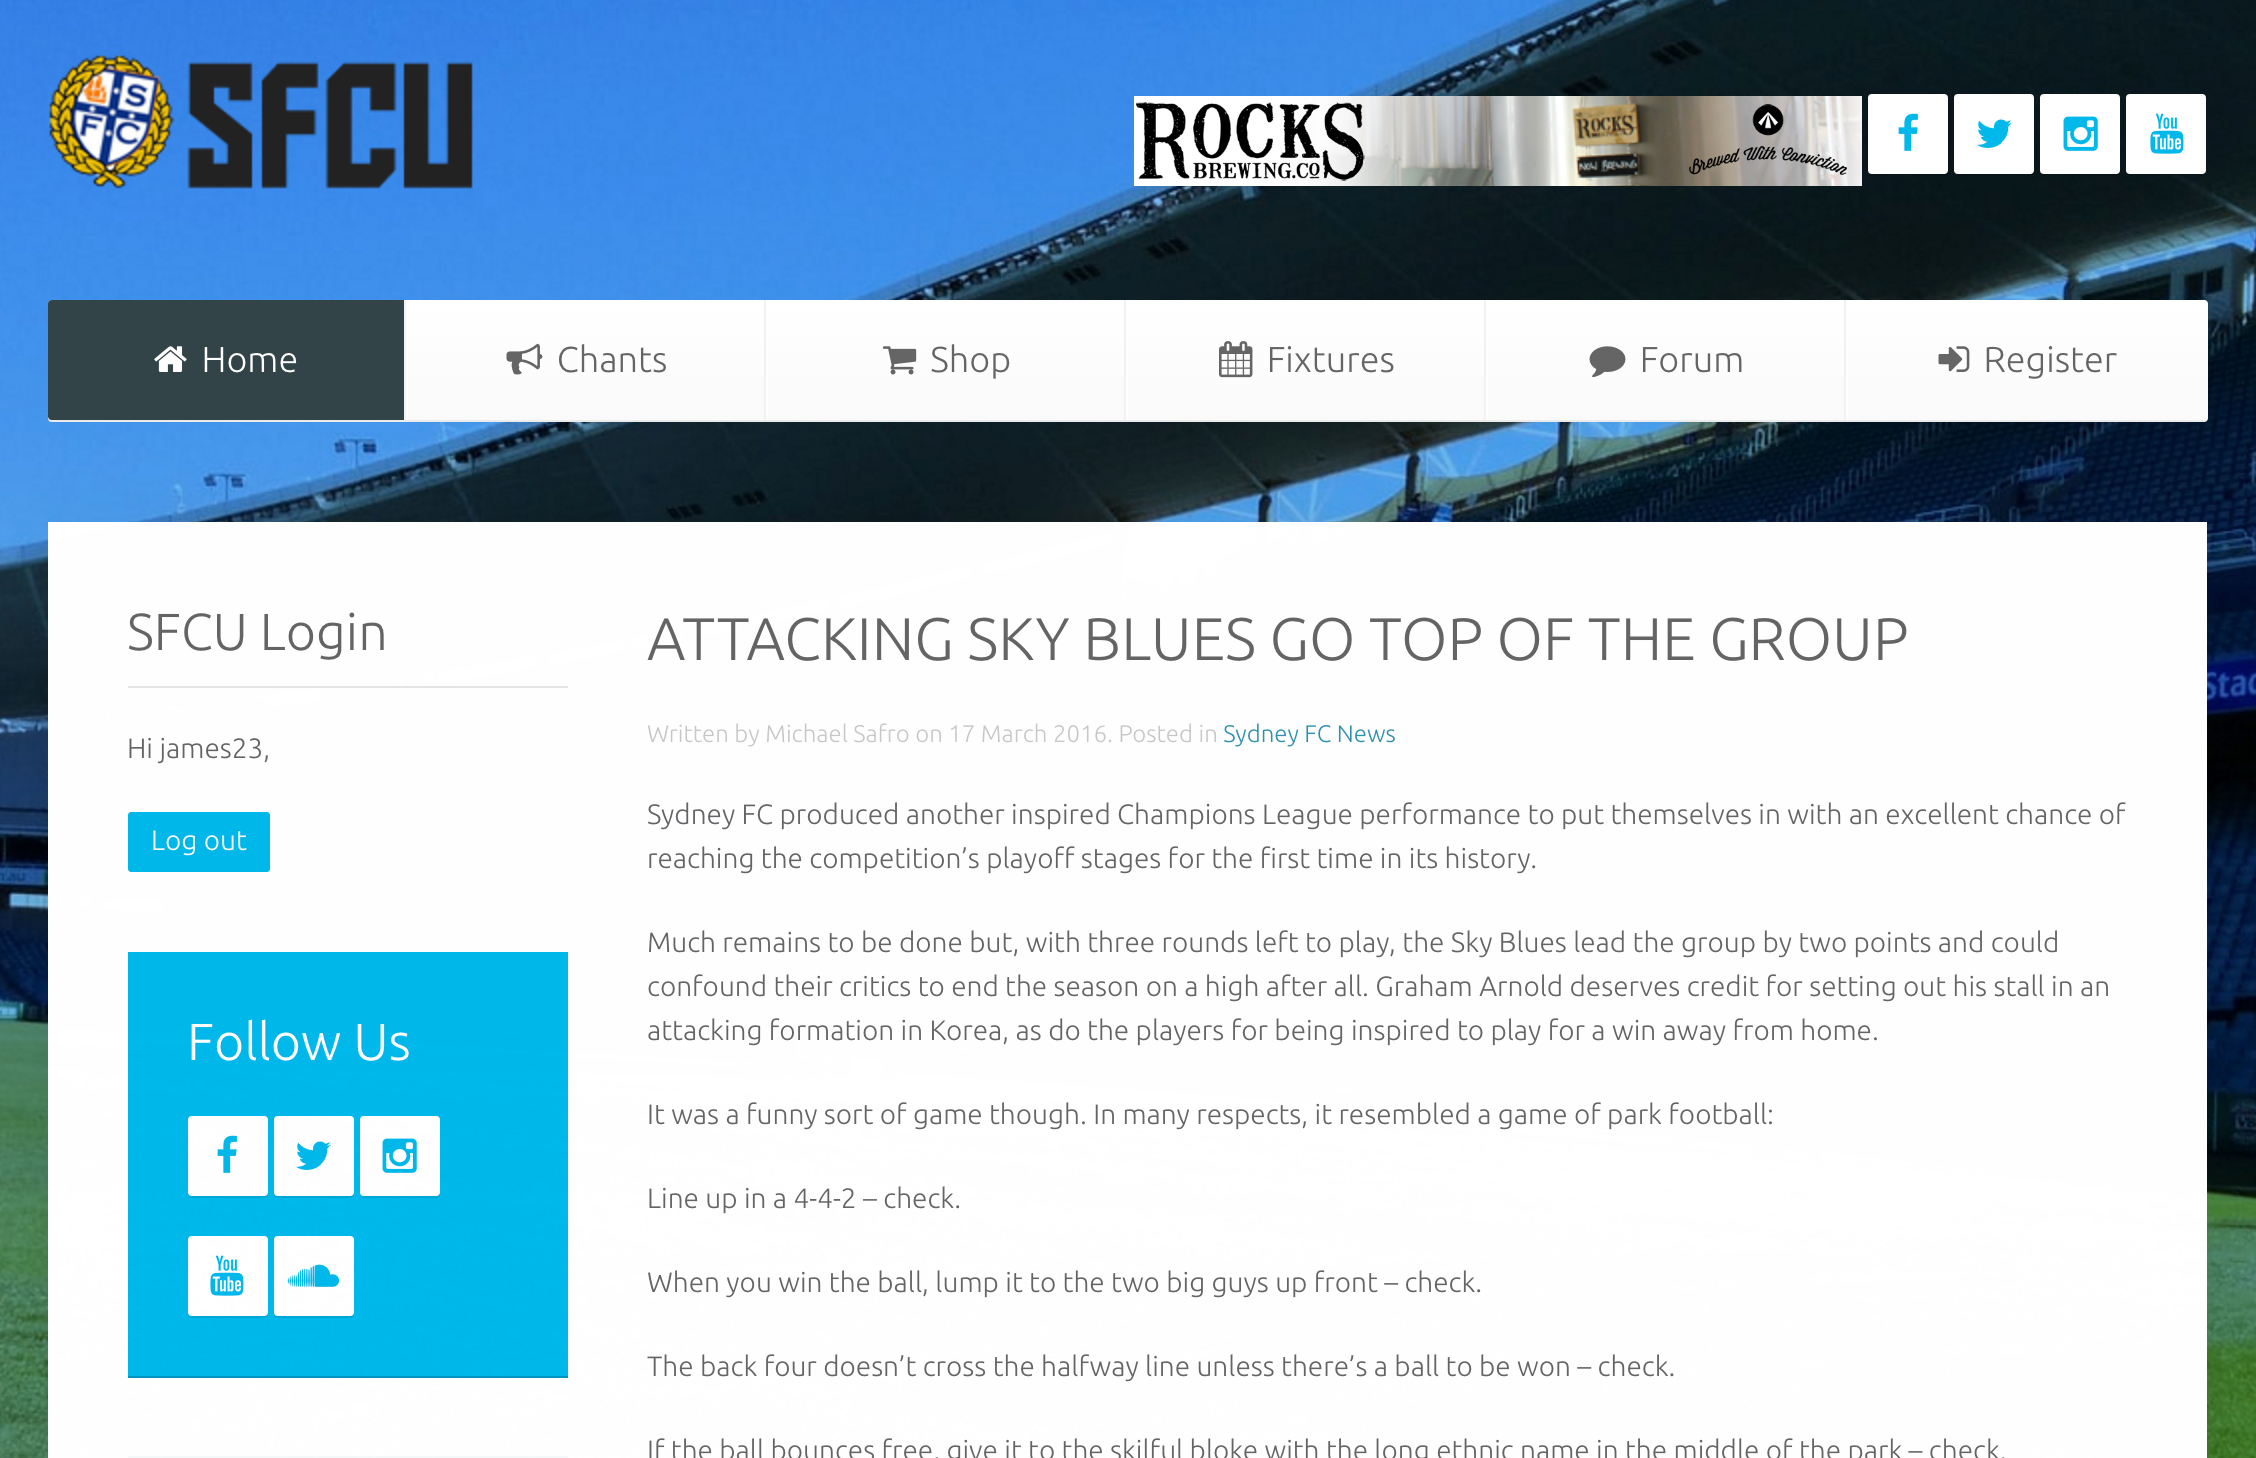 S
F C
SFCU
ROCKS
BREWING.CO
ROCKS
NOW BREWING
Brewed With Conviction
You
Tube
Home
Chants
Shop
Fixtures
Forum
Register
SFCU Login
Hi james23,
Log out
Follow Us
You
Tube
ATTACKING SKY BLUES GO TOP OF THE GROUP
Written by Michael Safro on 17 March 2016. Posted in Sydney FC News
Sydney FC produced another inspired Champions League performance to put themselves in with an excellent chance of
reaching the competition’s playoff stages for the first time in its history.
Much remains to be done but, with three rounds left to play, the Sky Blues lead the group by two points and could
confound their critics to end the season on a high after all. Graham Arnold deserves credit for setting out his stall in an
attacking formation in Korea, as do the players for being inspired to play for a win away from home.
It was a funny sort of game though. In many respects, it resembled a game of park football:
Line up in a 4-4-2 – check.
When you win the ball, lump it to the two big guys up front – check.
The back four doesn’t cross the halfway line unless there’s a ball to be won – check.
If the ball bounces free, give it to the skilful bloke with the long ethnic name in the middle of the park – check.
Stad